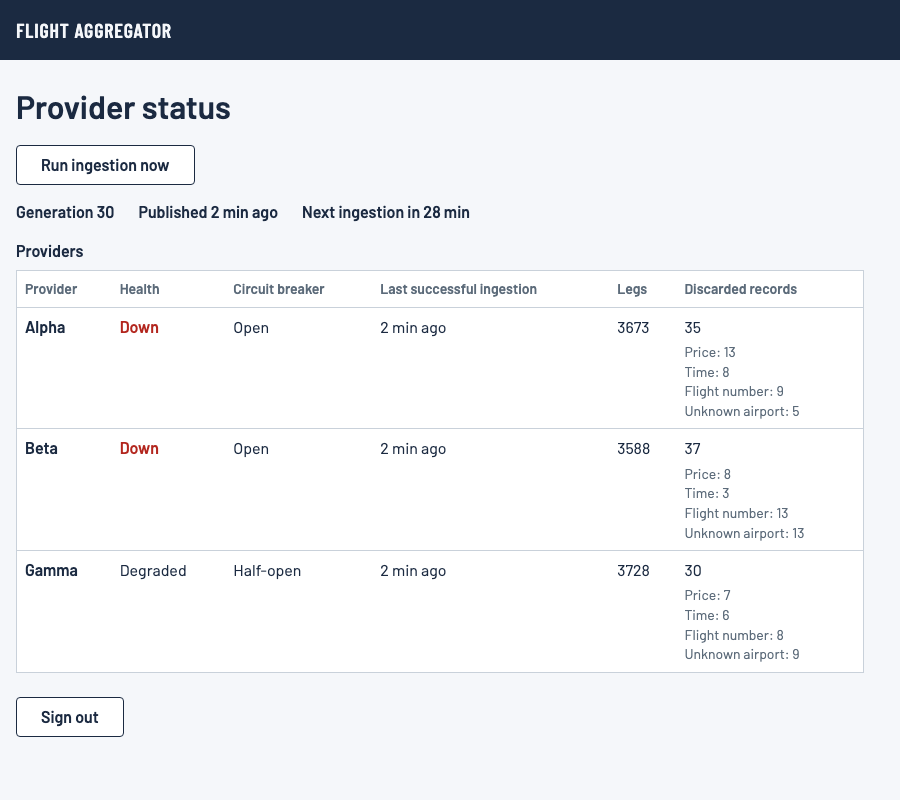 FLIGHT AGGREGATOR
Provider status
Run ingestion now
Generation 30 Published 2 min ago Next ingestion in 28 min
Providers
Provider Health Circuit breaker Last successful ingestion Legs Discarded records
Alpha Down Open 2 min ago 3673 35
Price: 13
Time: 8
Flight number: 9
Unknown airport: 5
Beta Down Open 2 min ago 3588 37
Price: 8
Time: 3
Flight number: 13
Unknown airport: 13
Gamma Degraded Half-open 2 min ago 3728 30
Price: 7
Time: 6
Flight number: 8
Unknown airport: 9
Sign out